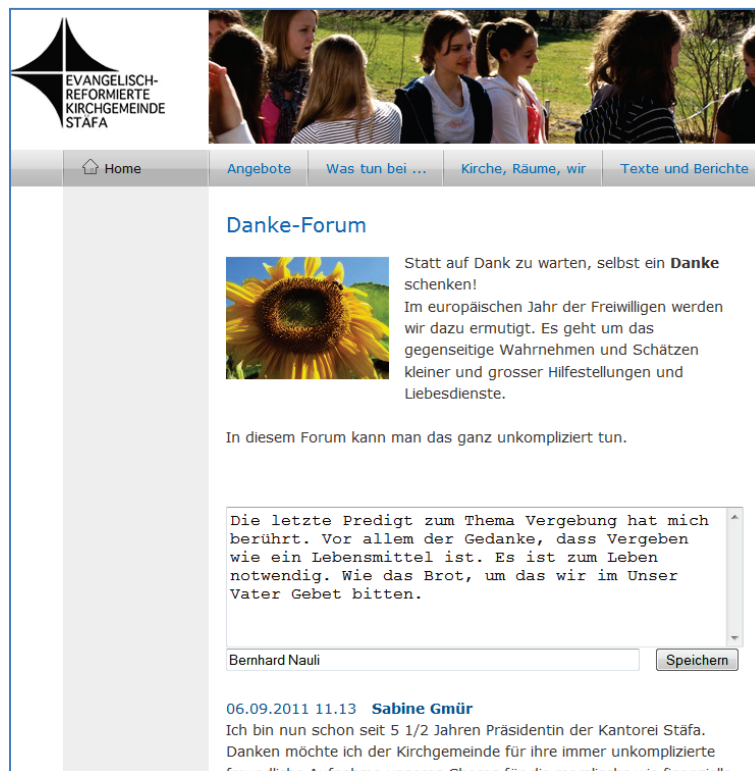 EVANGELISCH-
REFORMIERTE
KIRCHGEMEINDE
STÄFA
Home
Angebote
Was tun bei ...
Kirche, Räume, wir
Texte und Berichte
Danke-Forum
Statt auf Dank zu warten, selbst ein Danke
schenken!
Im europäischen Jahr der Freiwilligen werden
wir dazu ermutigt. Es geht um das
gegenseitige Wahrnehmen und Schätzen
kleiner und grosser Hilfestellungen und
Liebesdienste.
In diesem Forum kann man das ganz unkompliziert tun.
Die letzte Predigt zum Thema Vergebung hat mich
berührt. Vor allem der Gedanke, dass Vergeben
wie ein Lebensmittel ist. Es ist zum Leben
notwendig. Wie das Brot, um das wir im Unser
Vater Gebet bitten.
Bernhard Nauli
Speichern
06.09.2011 11.13 Sabine Gmür
Ich bin nun schon seit 5 1/2 Jahren Präsidentin der Kantorei Stäfa.
Danken möchte ich der Kirchgemeinde für ihre immer unkomplizierte